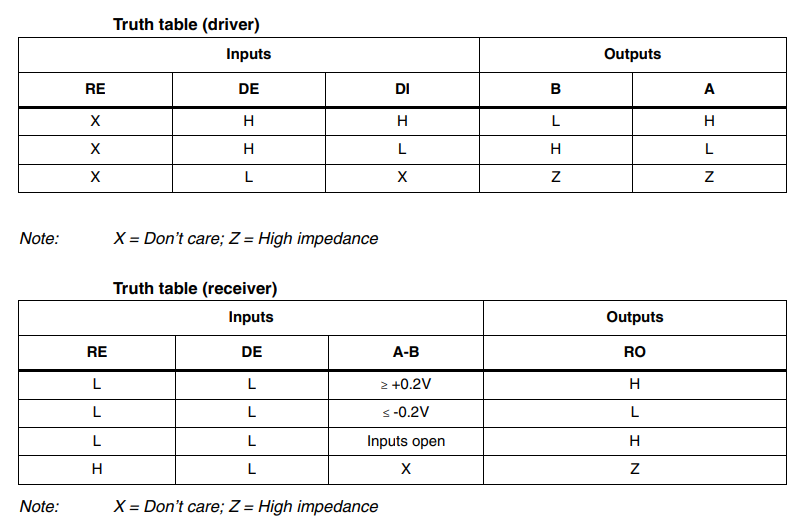 Truth table (driver)
Inputs Outputs
RE DE DI B A
X H H L H
X H L H L
X L X Z Z
Note: X = Don't care; Z = High impedance
Truth table (receiver)
Inputs Outputs
RE DE A-B RO
L L ≥ +0.2V H
L L ≤ -0.2V L
L L Inputs open H
H L X Z
Note: X = Don't care; Z = High impedance